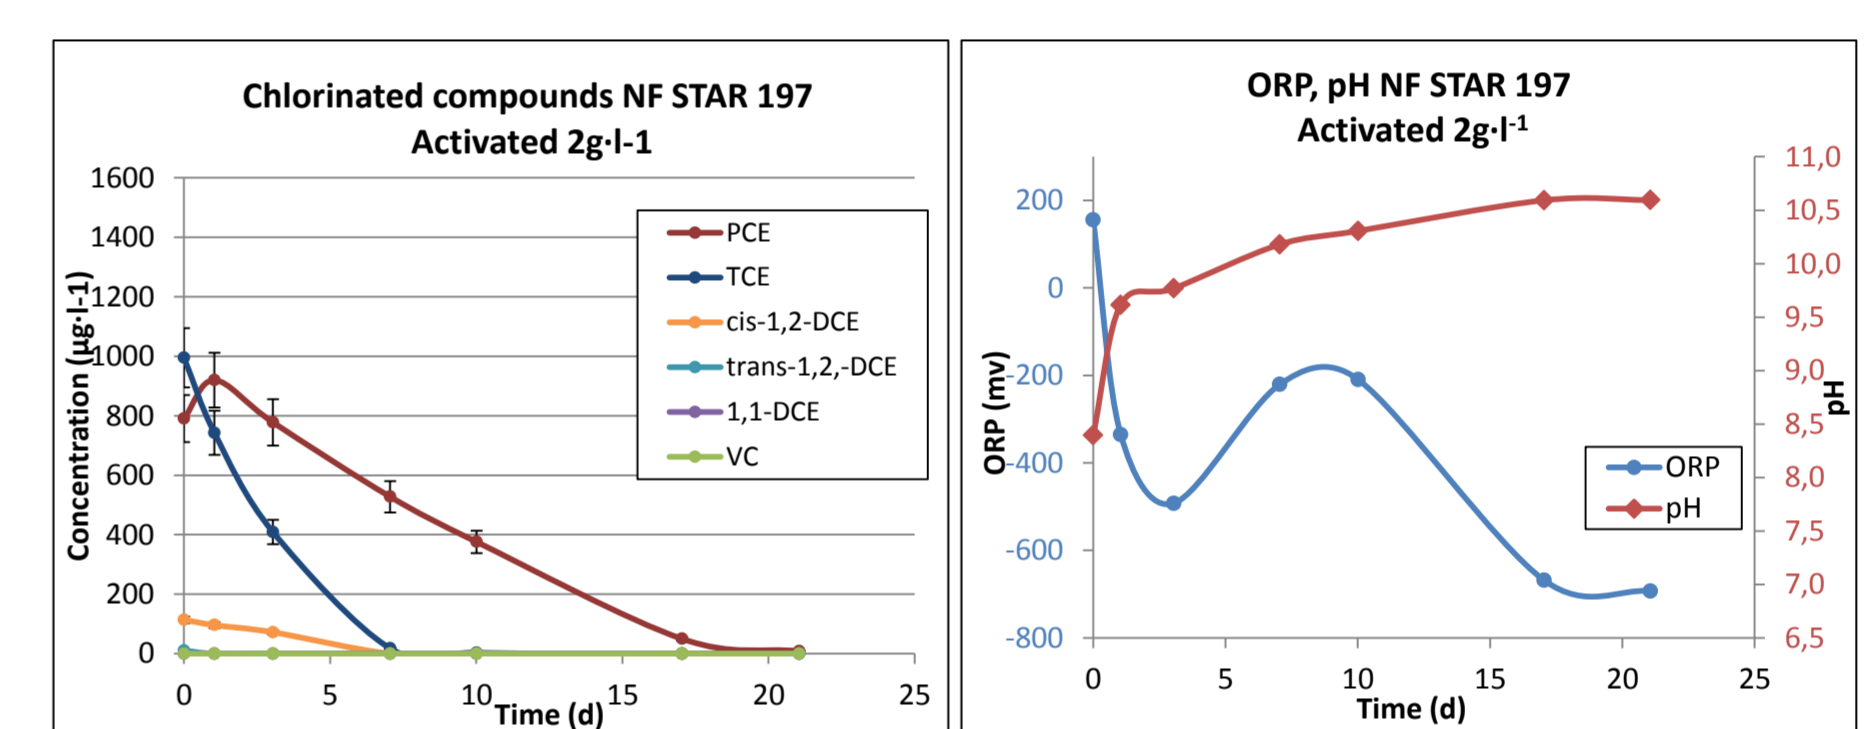 Chlorinated compounds NF STAR 197
Activated 2g·l-1
1600
1400
1200
1000
800
600
400
200
0
Concentration (µg·l-1)
PCE
TCE
cis-1,2-DCE
trans-1,2,-DCE
1,1-DCE
VC
0 5 10 15 20 25
Time (d)
ORP, pH NF STAR 197
Activated 2g·l-1
200
0
-200
-400
-600
-800
ORP (mv)
11,0
10,5
10,0
9,5
9,0
8,5
8,0
7,5
7,0
6,5
pH
ORP
pH
0 5 10 15 20 25
Time (d)